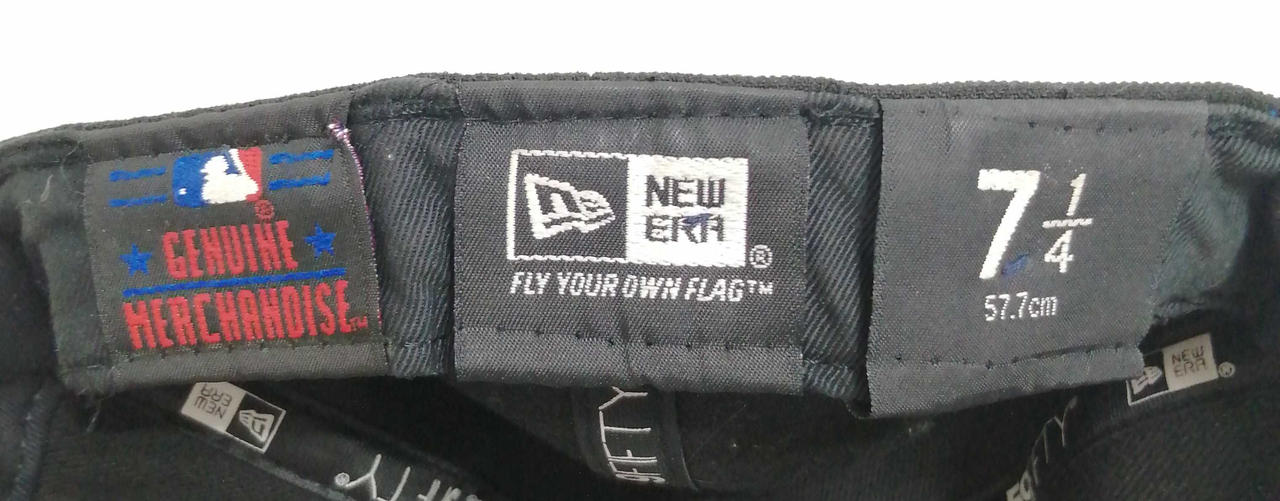 GENUINE
MERCHANDISE™
NEW
ERA®
FLY YOUR OWN FLAG™
7 1/4
57.7cm
NEW
ERA
NEW
ERA®